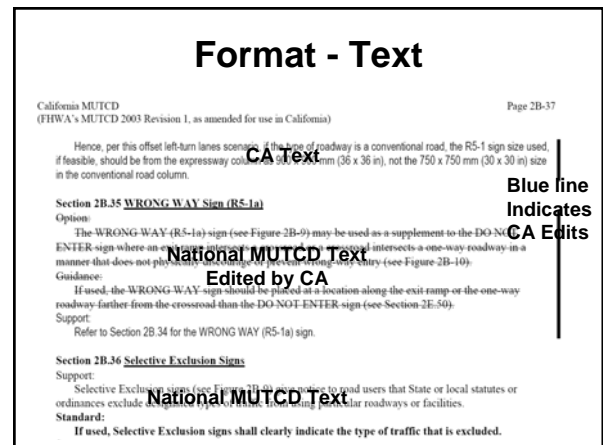 Format - Text
California MUTCD Page 2B-37
(FHWA's MUTCD 2003 Revision 1, as amended for use in California)
Hence, per this offset left-turn lanes scenario, if the type of roadway is a conventional road, the R5-1 sign size used,
if feasible, should be from the expressway column as 900 x 900 mm (36 x 36 in), not the 750 x 750 mm (30 x 30 in) size
in the conventional road column.
CA Text
Blue line
Indicates
CA Edits
Section 2B.35 WRONG WAY Sign (R5-1a)
Option:
The WRONG WAY (R5-1a) sign (see Figure 2B-9) may be used as a supplement to the DO NOT
ENTER sign where an exit ramp intersects a crossroad or a crossroad intersects a one-way roadway in a
manner that does not physically discourage or prevent wrong-way entry (see Figure 2B-10).
National MUTCD Text
Edited by CA
Guidance:
If used, the WRONG WAY sign should be placed at a location along the exit ramp or the one-way
roadway farther from the crossroad than the DO NOT ENTER sign (see Section 2E.50).
Support:
Refer to Section 2B.34 for the WRONG WAY (R5-1a) sign.
Section 2B.36 Selective Exclusion Signs
Support:
Selective Exclusion signs (see Figure 2B-9) give notice to road users that State or local statutes or
ordinances exclude designated types of traffic from using particular roadways or facilities.
National MUTCD Text
Standard:
If used, Selective Exclusion signs shall clearly indicate the type of traffic that is excluded.